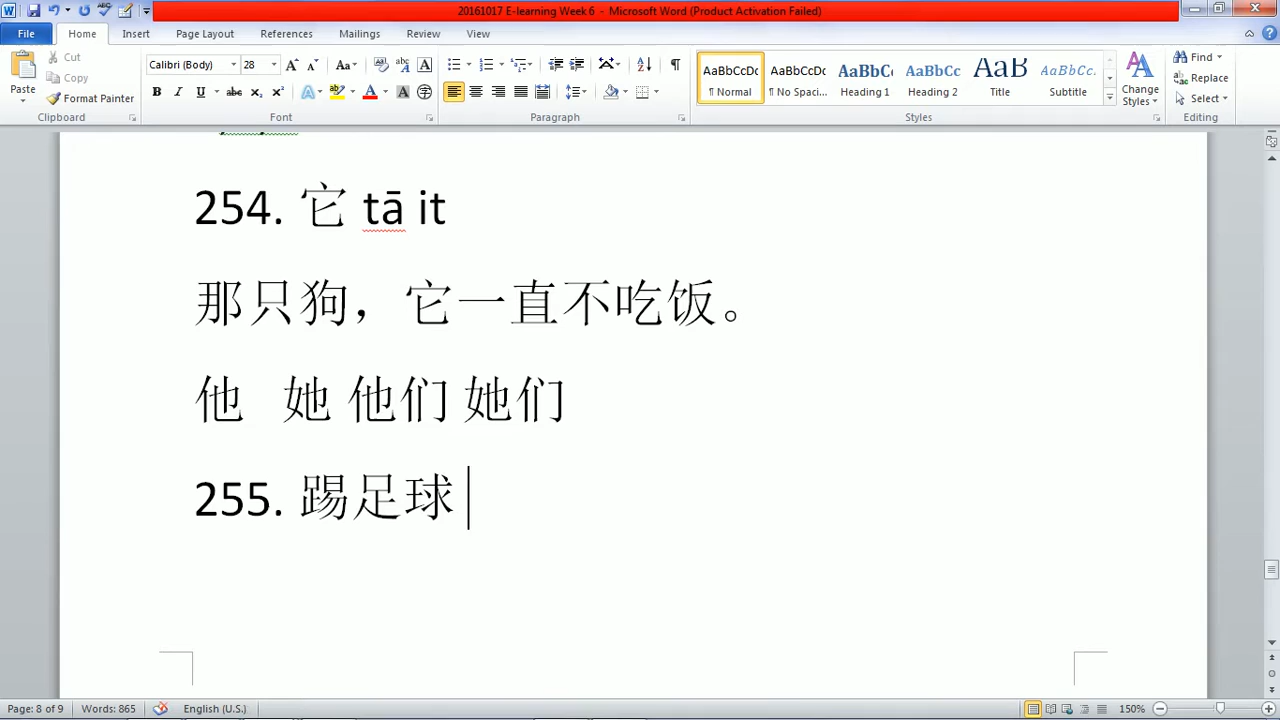 20161017 E-learning Week 6 - Microsoft Word (Product Activation Failed)
File Home Insert Page Layout References Mailings Review View
Paste Cut Copy Format Painter
Calibri (Body) 28
AaBbCcDc AaBbCcDc AaBbCc AaBbCc AaB AaBbCc.
¶ Normal ¶ No Spaci... Heading 1 Heading 2 Title Subtitle
Change Styles
Find Replace Select
Clipboard Font Paragraph Styles Editing
254. 它 tā it
那只狗，它一直不吃饭。
他 她 他们 她们
255. 踢足球
Page: 8 of 9 Words: 865 English (U.S.) 150%